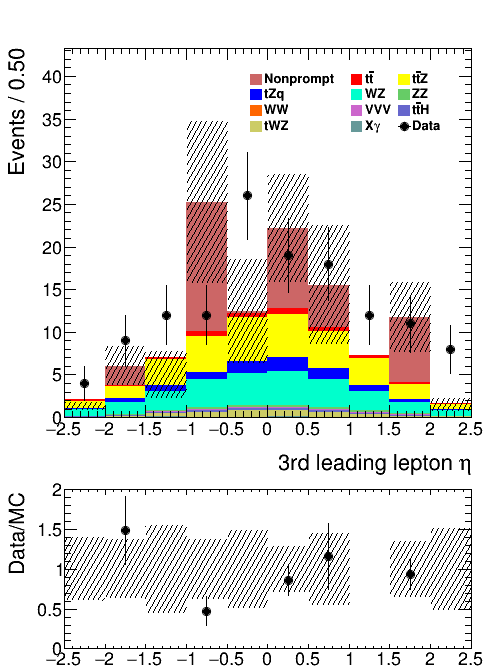 Events / 0.50
40
35
30
25
20
15
10
5
0
Nonprompt tt̄ tt̄Z
tZq WZ ZZ
WW VVV tt̄H
tWZ Xγ Data
−2.5 −2 −1.5 −1 −0.5 0 0.5 1 1.5 2 2.5
3rd leading lepton η
Data/MC
2
1.5
1
0.5
0
−2.5 −2 −1.5 −1 −0.5 0 0.5 1 1.5 2 2.5